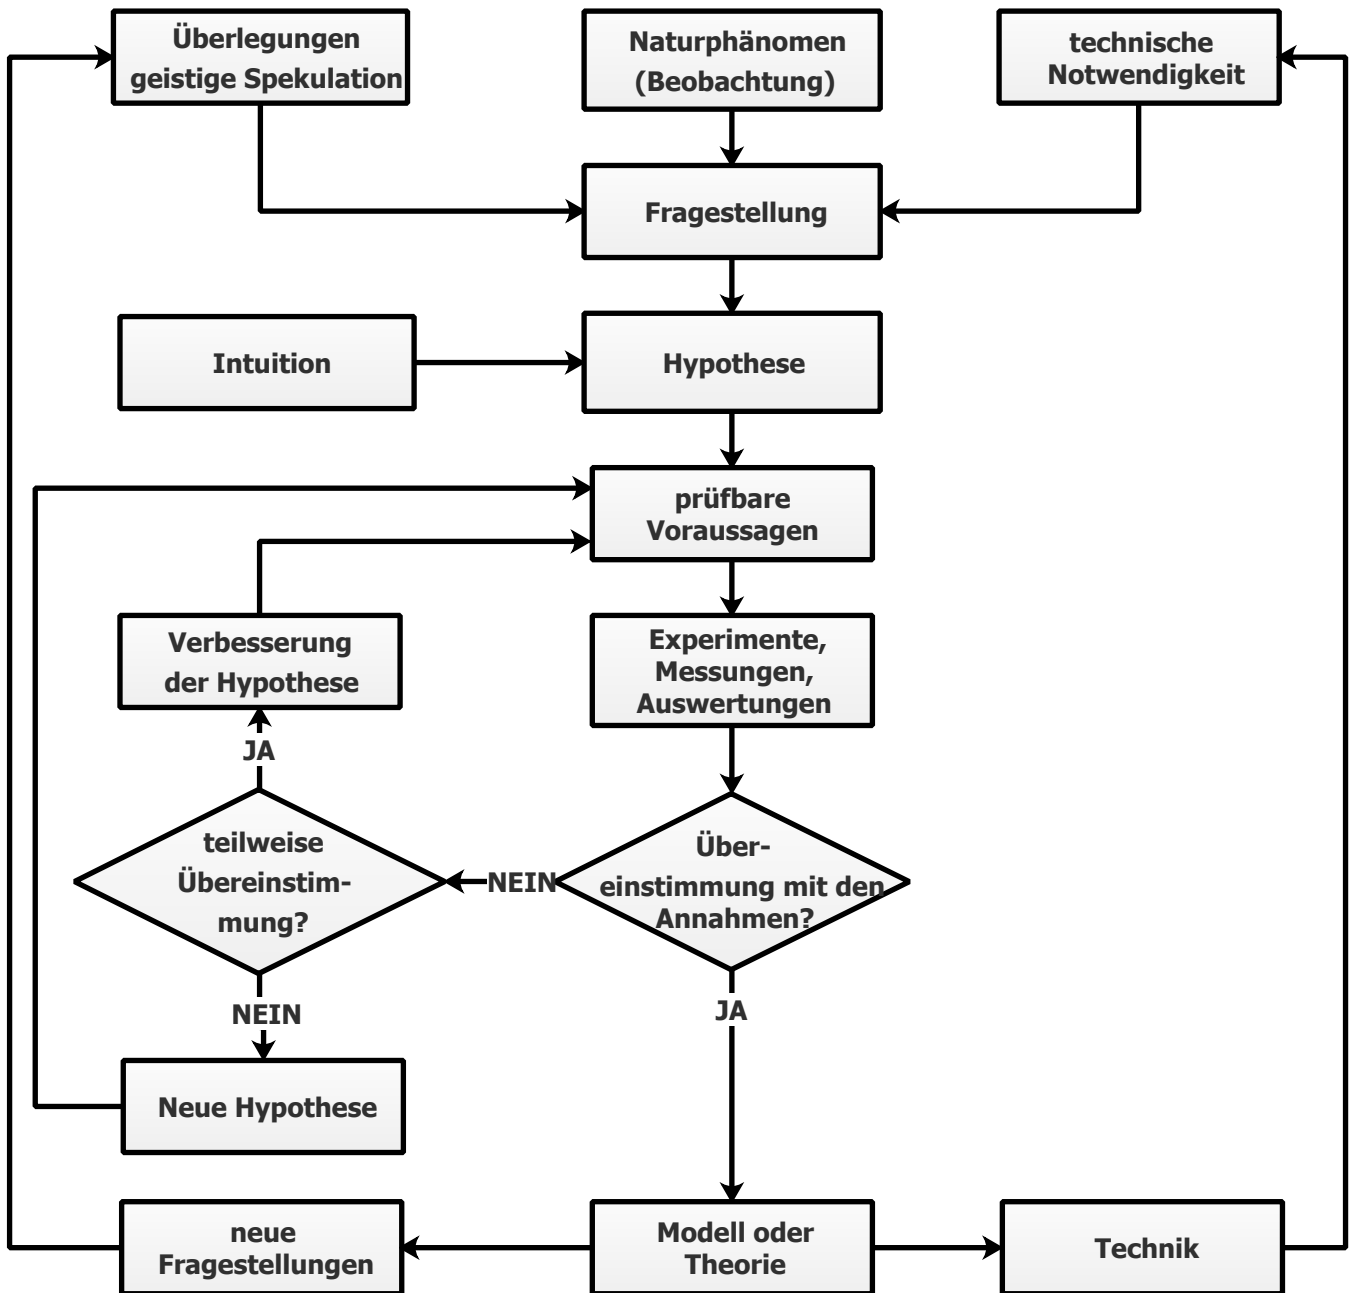 Überlegungen
geistige Spekulation
Naturphänomen
(Beobachtung)
technische
Notwendigkeit
Fragestellung
Intuition
Hypothese
prüfbare
Voraussagen
Verbesserung
der Hypothese
Experimente,
Messungen,
Auswertungen
JA
teilweise
Übereinstim-
mung?
NEIN
Über-
einstimmung mit den
Annahmen?
NEIN
JA
Neue Hypothese
neue
Fragestellungen
Modell oder
Theorie
Technik